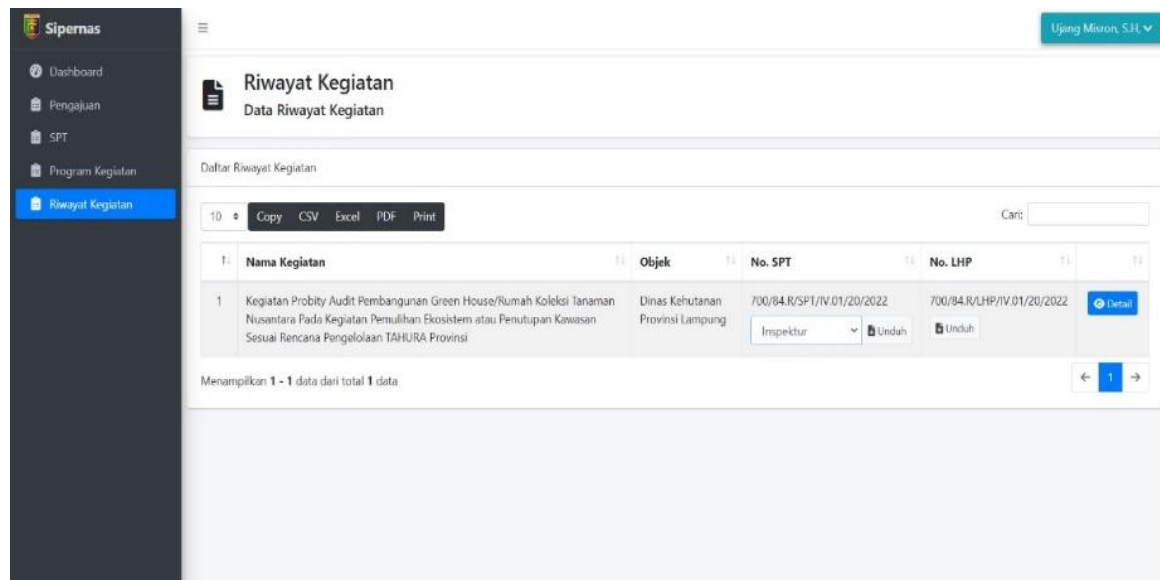 Sipernas
Ujang Misron, S.H,
Dashboard
Pengajuan
SPT
Program Kegiatan
Riwayat Kegiatan
Riwayat Kegiatan
Data Riwayat Kegiatan
Daftar Riwayat Kegiatan
10 Copy CSV Excel PDF Print Cari:
Nama Kegiatan Objek No. SPT No. LHP
1 Kegiatan Probity Audit Pembangunan Green House/Rumah Koleksi Tanaman
Nusantara Pada Kegiatan Pemulihan Ekosistem atau Penutupan Kawasan
Sesuai Rencana Pengelolaan TAHURA Provinsi
Dinas Kehutanan
Provinsi Lampung
700/84.R/SPT/IV.01/20/2022
Inspektur Unduh
700/84.R/LHP/IV.01/20/2022
Unduh
Detail
Menampilkan 1 - 1 data dari total 1 data
← 1 →